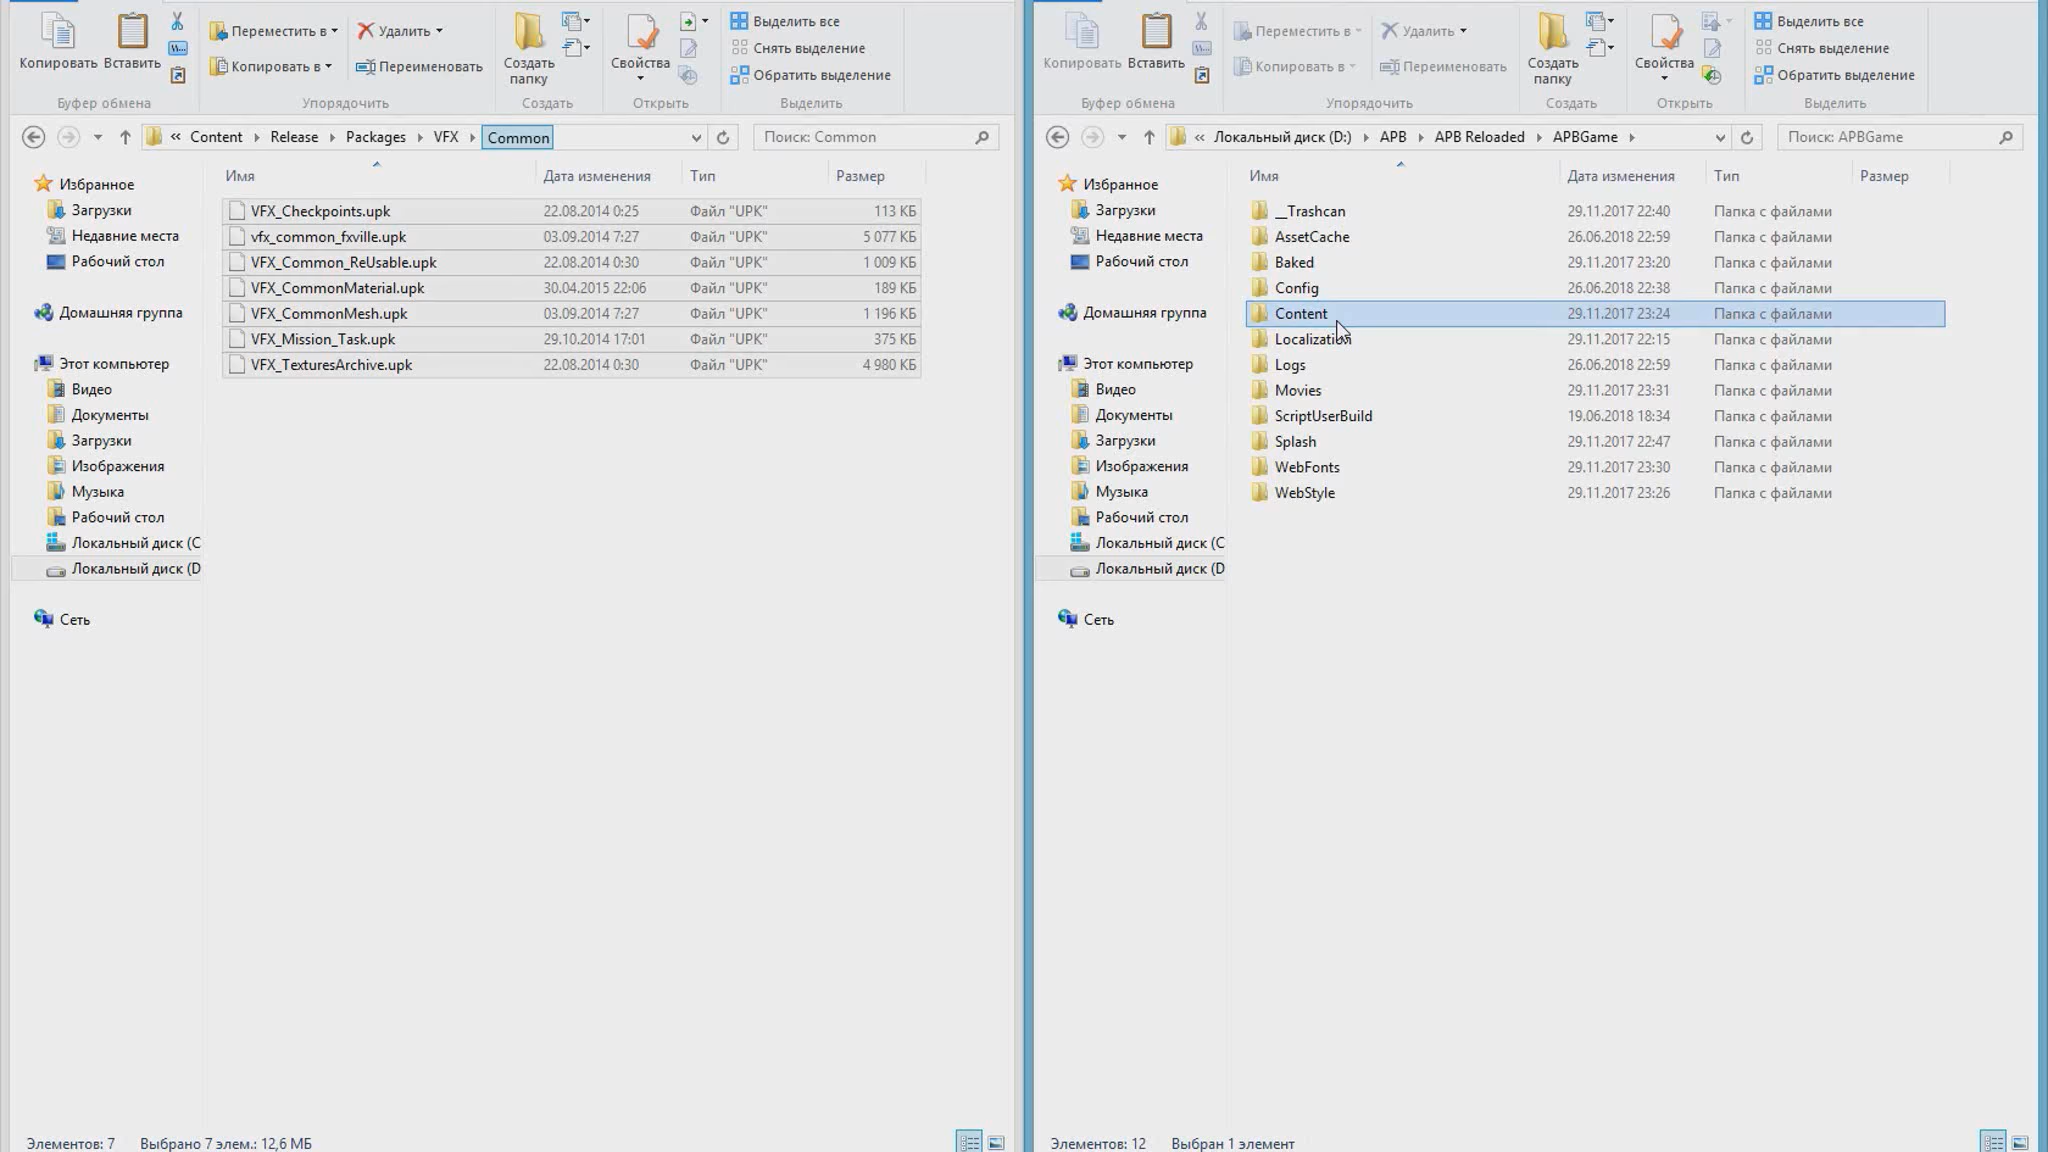 Копировать Вставить
Переместить в
Копировать в
Удалить
Переименовать
Создать папку
Свойства
Выделить все
Снять выделение
Обратить выделение
Буфер обмена Упорядочить Создать Открыть Выделить
« Content Release Packages VFX Common
Поиск: Common
Имя Дата изменения Тип Размер
VFX_Checkpoints.upk 22.08.2014 0:25 Файл "UPK" 113 КБ
vfx_common_fxville.upk 03.09.2014 7:27 Файл "UPK" 5 077 КБ
VFX_Common_ReUsable.upk 22.08.2014 0:30 Файл "UPK" 1 009 КБ
VFX_CommonMaterial.upk 30.04.2015 22:06 Файл "UPK" 189 КБ
VFX_CommonMesh.upk 03.09.2014 7:27 Файл "UPK" 1 196 КБ
VFX_Mission_Task.upk 29.10.2014 17:01 Файл "UPK" 375 КБ
VFX_TexturesArchive.upk 22.08.2014 0:30 Файл "UPK" 4 980 КБ
Избранное
Загрузки
Недавние места
Рабочий стол
Домашняя группа
Этот компьютер
Видео
Документы
Загрузки
Изображения
Музыка
Рабочий стол
Локальный диск (C
Локальный диск (D
Сеть
Элементов: 7 Выбрано 7 элем.: 12,6 МБ
Копировать Вставить
Переместить в
Копировать в
Удалить
Переименовать
Создать папку
Свойства
Выделить все
Снять выделение
Обратить выделение
Буфер обмена Упорядочить Создать Открыть Выделить
« Локальный диск (D:) APB APB Reloaded APBGame
Поиск: APBGame
Имя Дата изменения Тип Размер
__Trashcan 29.11.2017 22:40 Папка с файлами
AssetCache 26.06.2018 22:59 Папка с файлами
Baked 29.11.2017 23:20 Папка с файлами
Config 26.06.2018 22:38 Папка с файлами
Content 29.11.2017 23:24 Папка с файлами
Localization 29.11.2017 22:15 Папка с файлами
Logs 26.06.2018 22:59 Папка с файлами
Movies 29.11.2017 23:31 Папка с файлами
ScriptUserBuild 19.06.2018 18:34 Папка с файлами
Splash 29.11.2017 22:47 Папка с файлами
WebFonts 29.11.2017 23:30 Папка с файлами
WebStyle 29.11.2017 23:26 Папка с файлами
Избранное
Загрузки
Недавние места
Рабочий стол
Домашняя группа
Этот компьютер
Видео
Документы
Загрузки
Изображения
Музыка
Рабочий стол
Локальный диск (C
Локальный диск (D
Сеть
Элементов: 12 Выбран 1 элемент